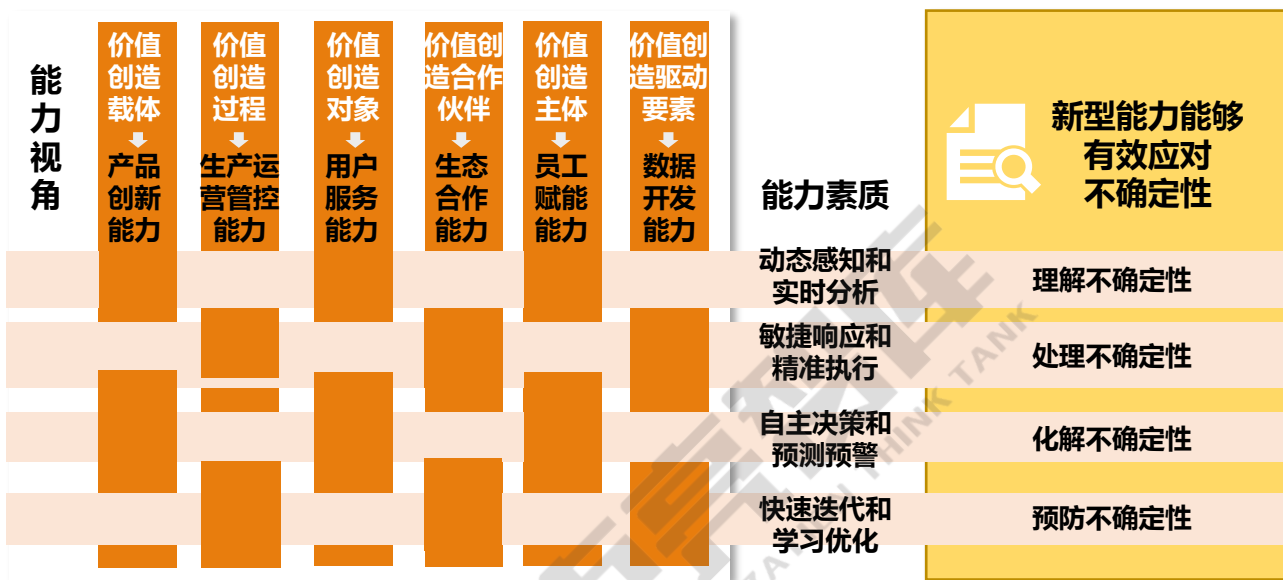 能
力
视
角
价值
创造
载体
产品
创新
能力
价值
创造
过程
生产运
营管控
能力
价值
创造
对象
用户
服务
能力
价值创
造合作
伙伴
生态
合作
能力
价值
创造
主体
员工
赋能
能力
价值创
造驱动
要素
数据
开发
能力
能力素质
新型能力能够
有效应对
不确定性
动态感知和
实时分析
理解不确定性
敏捷响应和
精准执行
处理不确定性
自主决策和
预测预警
化解不确定性
快速迭代和
学习优化
预防不确定性
THINK TANK